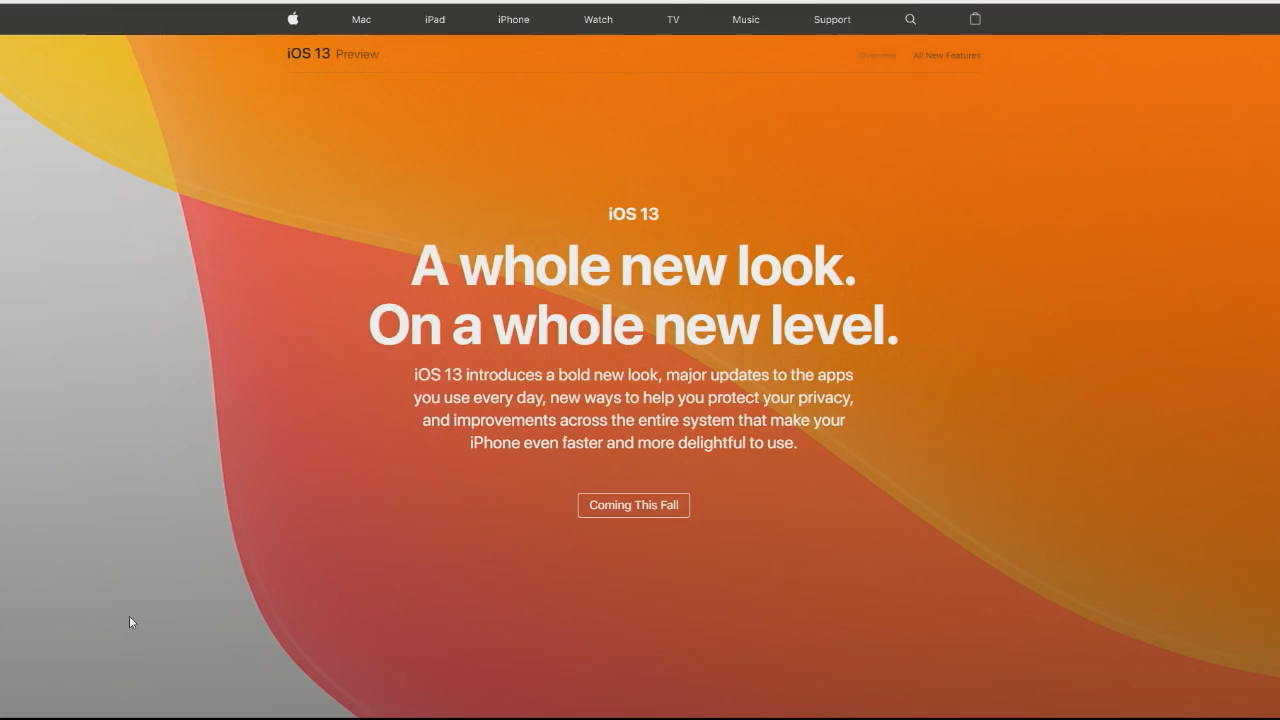 Mac iPad iPhone Watch TV Music Support
iOS 13 Preview Overview All New Features
iOS 13
A whole new look.
On a whole new level.
iOS 13 introduces a bold new look, major updates to the apps
you use every day, new ways to help you protect your privacy,
and improvements across the entire system that make your
iPhone even faster and more delightful to use.
Coming This Fall